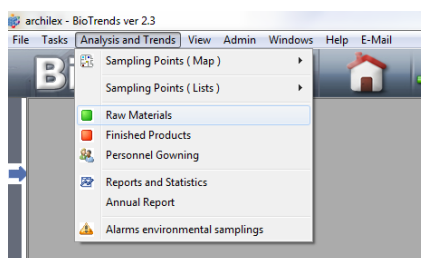 archilex - BioTrends ver 2.3
File Tasks Analysis and Trends View Admin Windows Help E-Mail
Sampling Points ( Map )
Sampling Points ( Lists )
Raw Materials
Finished Products
Personnel Gowning
Reports and Statistics
Annual Report
Alarms environmental samplings